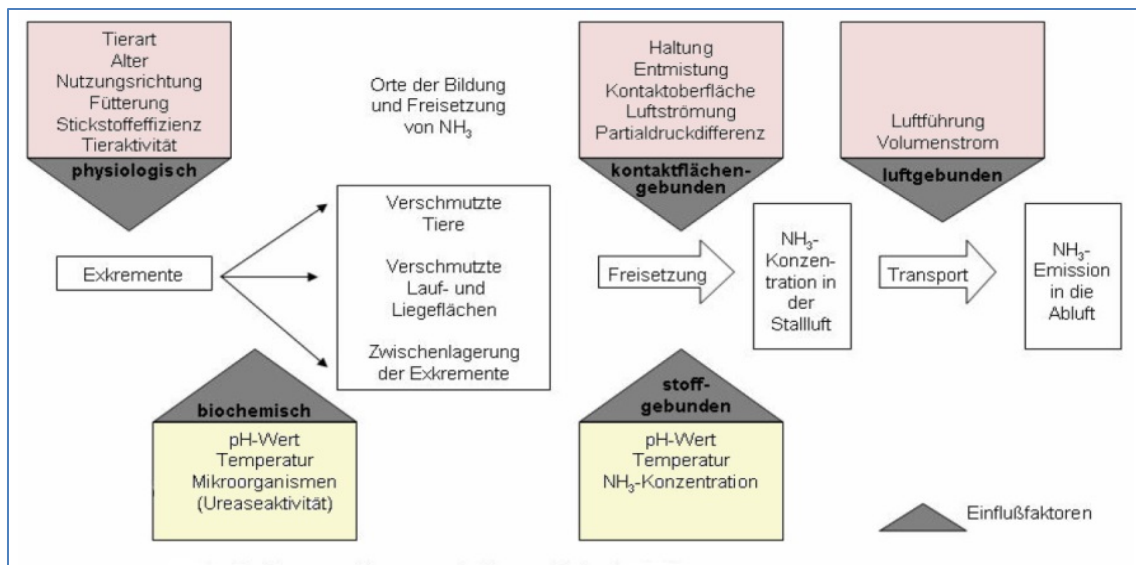 Tierart
Alter
Nutzungsrichtung
Fütterung
Stickstoffeffizienz
Tieraktivität
physiologisch
Orte der Bildung
und Freisetzung
von NH₃
Haltung
Entmistung
Kontaktoberfläche
Luftströmung
Partialdruckdifferenz
kontaktflächen-
gebunden
Luftführung
Volumenstrom
luftgebunden
Exkremente
Verschmutzte
Tiere
Verschmutzte
Lauf- und
Liegeflächen
Zwischenlagerung
der Exkremente
Freisetzung
NH₃-
Konzen-
tration in
der
Stallluft
Transport
NH₃-
Emission
in die
Abluft
biochemisch
pH-Wert
Temperatur
Mikroorganismen
(Ureaseaktivität)
stoff-
gebunden
pH-Wert
Temperatur
NH₃-Konzentration
Einflußfaktoren